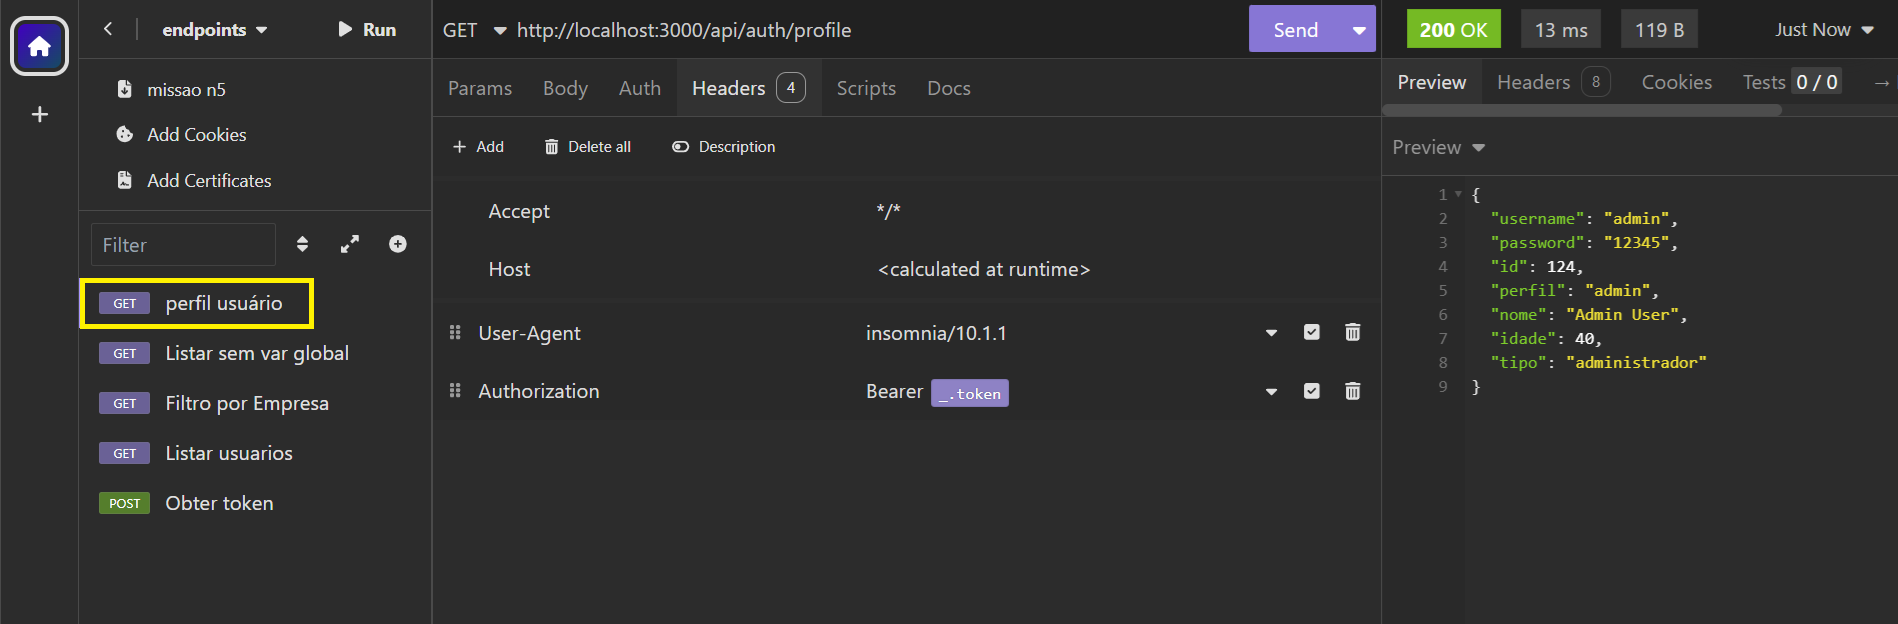 endpoints
Run
missao n5
Add Cookies
Add Certificates
Filter
GET perfil usuário
GET Listar sem var global
GET Filtro por Empresa
GET Listar usuarios
POST Obter token
GET http://localhost:3000/api/auth/profile
Send
Params Body Auth Headers 4 Scripts Docs
Add Delete all Description
Accept */*
Host <calculated at runtime>
User-Agent insomnia/10.1.1
Authorization Bearer _.token
200 OK 13 ms 119 B Just Now
Preview Headers 8 Cookies Tests 0 / 0 →
Preview
1 {
2 "username": "admin",
3 "password": "12345",
4 "id": 124,
5 "perfil": "admin",
6 "nome": "Admin User",
7 "idade": 40,
8 "tipo": "administrador"
9 }